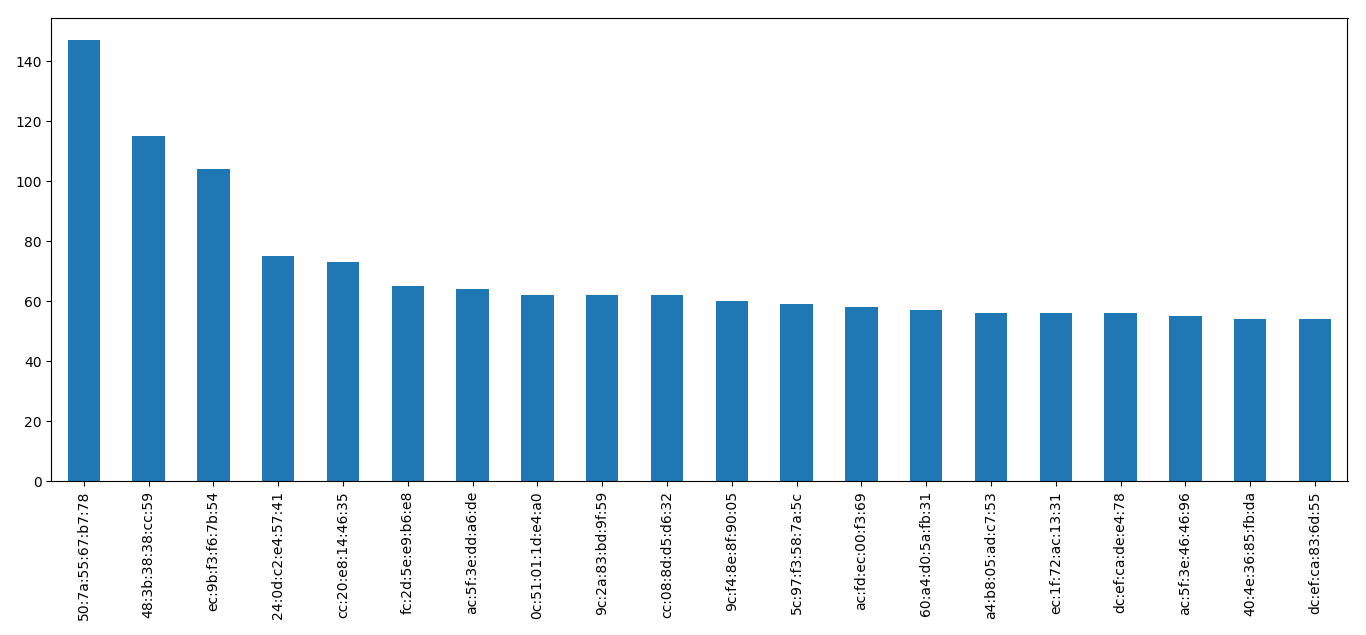 140
120
100
80
60
40
20
0
50:7a:55:67:b7:78
48:3b:38:38:cc:59
ec:9b:f3:f6:7b:54
24:0d:c2:e4:57:41
cc:20:e8:14:46:35
fc:2d:5e:e9:b6:e8
ac:5f:3e:dd:a6:de
0c:51:01:1d:e4:a0
9c:2a:83:bd:9f:59
cc:08:8d:d5:d6:32
9c:f4:8e:8f:90:05
5c:97:f3:58:7a:5c
ac:fd:ec:00:f3:69
60:a4:d0:5a:fb:31
a4:b8:05:ad:c7:53
ec:1f:72:ac:13:31
dc:ef:ca:de:e4:78
ac:5f:3e:46:46:96
40:4e:36:85:fb:da
dc:ef:ca:83:6d:55